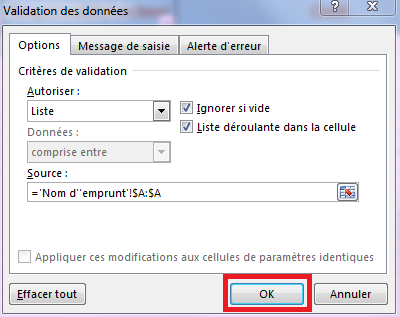 Validation des données
Options Message de saisie Alerte d'erreur
Critères de validation
Autoriser :
Liste
Ignorer si vide
Données :
Liste déroulante dans la cellule
comprise entre
Source :
='Nom d''emprunt'!$A:$A
Appliquer ces modifications aux cellules de paramètres identiques
Effacer tout OK Annuler